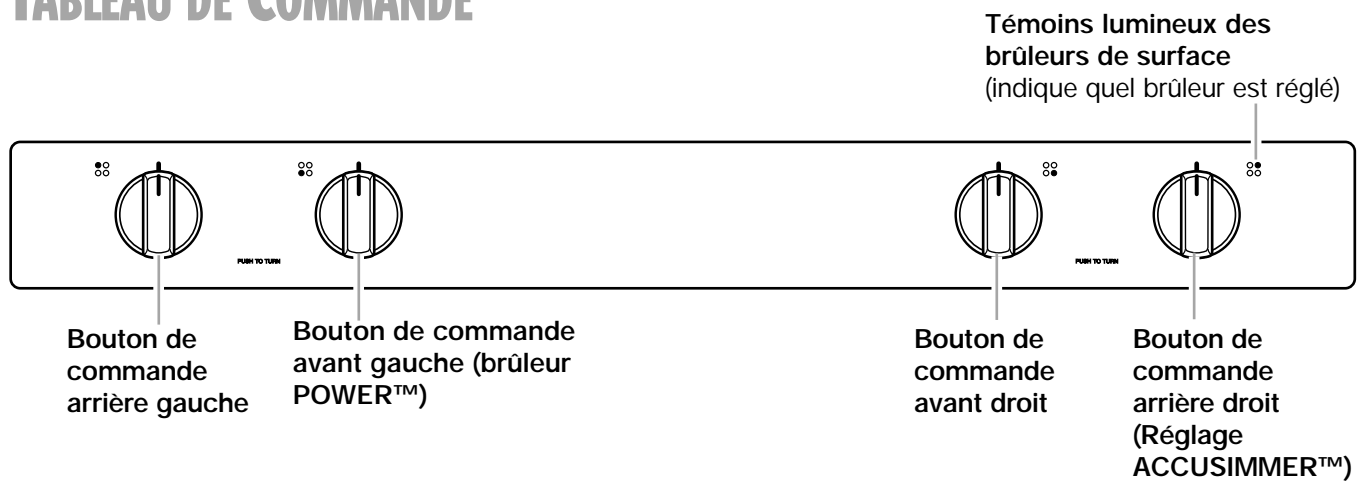 TABLEAU DE COMMANDE
Témoins lumineux des
brûleurs de surface
(indique quel brûleur est réglé)
PUSH TO TURN
PUSH TO TURN
Bouton de
commande
arrière gauche
Bouton de commande
avant gauche (brûleur
POWER™)
Bouton de
commande
avant droit
Bouton de
commande
arrière droit
(Réglage
ACCUSIMMER™)